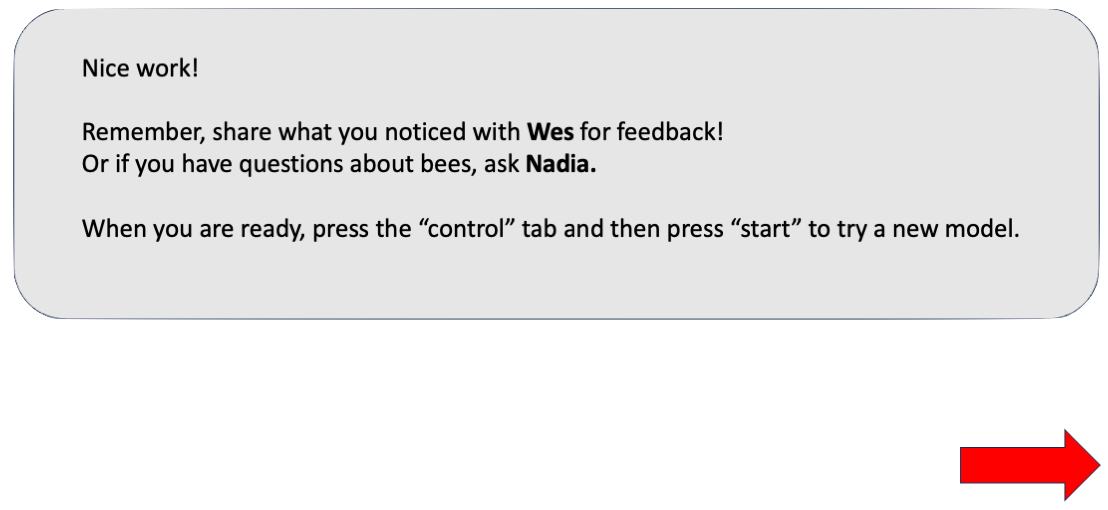 Nice work!
Remember, share what you noticed with Wes for feedback!
Or if you have questions about bees, ask Nadia.
When you are ready, press the “control” tab and then press “start” to try a new model.